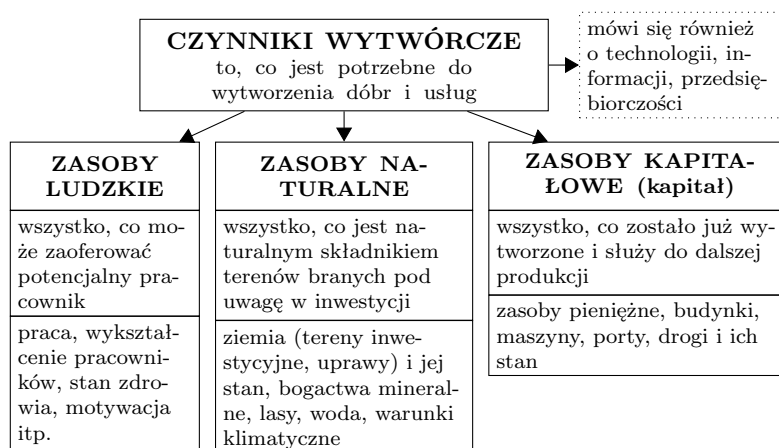 CZYNNIKI WYTWÓRCZE
to, co jest potrzebne do
wytworzenia dóbr i usług
mówi się również
o technologii, in-
formacji, przedsię-
biorczości
ZASOBY
LUDZKIE
wszystko, co mo-
że zaoferować
potencjalny pra-
cownik
praca, wykształ-
cenie pracowni-
ków, stan zdro-
wia, motywacja
itp.
ZASOBY NA-
TURALNE
wszystko, co jest na-
turalnym składnikiem
terenów branych pod
uwagę w inwestycji
ziemia (tereny inwe-
stycyjne, uprawy) i jej
stan, bogactwa mineral-
ne, lasy, woda, warunki
klimatyczne
ZASOBY KAPITA-
ŁOWE (kapitał)
wszystko, co zostało już wy-
tworzone i służy do dalszej
produkcji
zasoby pieniężne, budynki,
maszyny, porty, drogi i ich
stan